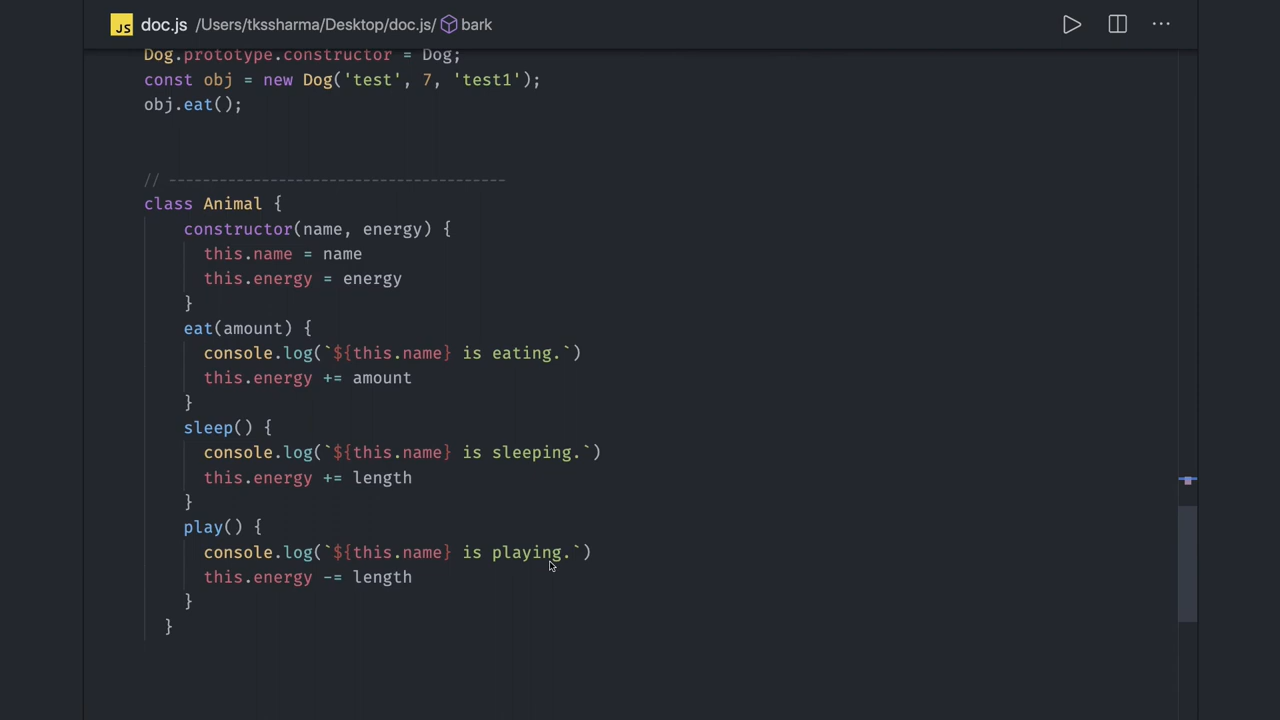 JS doc.js /Users/tkssharma/Desktop/doc.js/ bark
Dog.prototype.constructor = Dog;
const obj = new Dog('test', 7, 'test1');
obj.eat();
// ----------------------------------------
class Animal {
constructor(name, energy) {
this.name = name
this.energy = energy
}
eat(amount) {
console.log(`${this.name} is eating.`)
this.energy += amount
}
sleep() {
console.log(`${this.name} is sleeping.`)
this.energy += length
}
play() {
console.log(`${this.name} is playing.`)
this.energy -= length
}
}